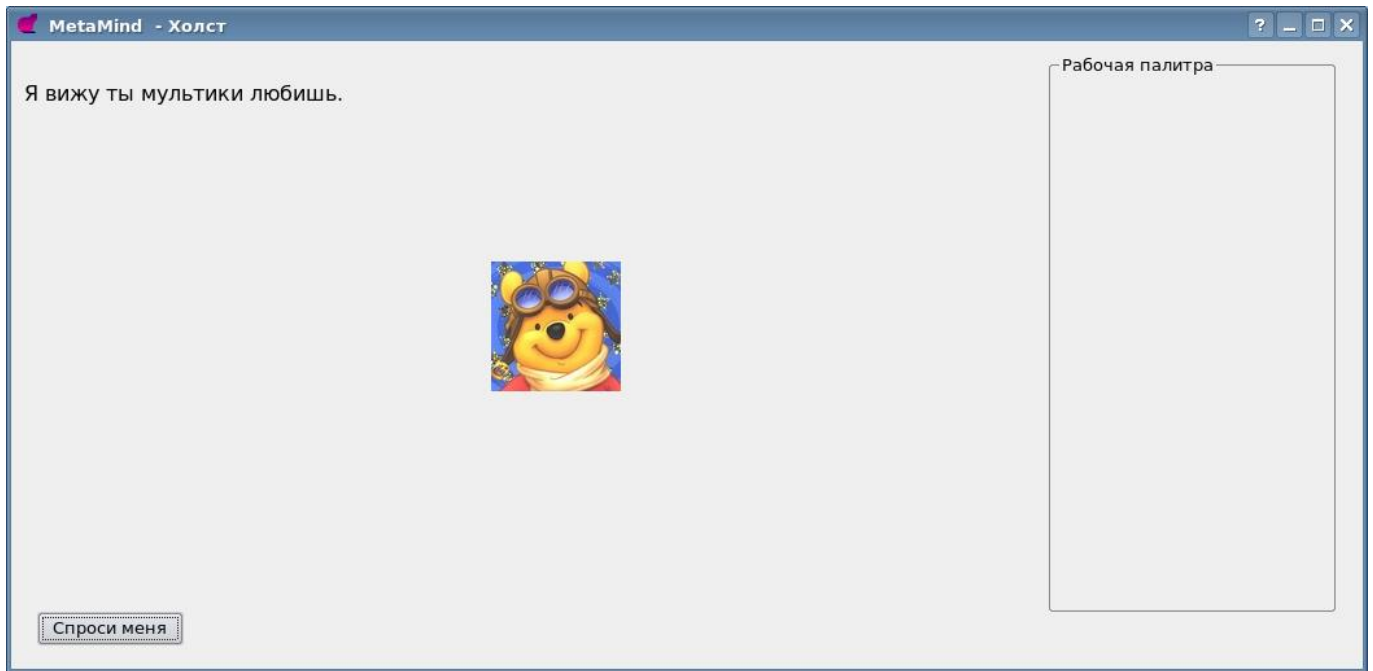 MetaMind - Холст
Рабочая палитра
Я вижу ты мультики любишь.
Спроси меня